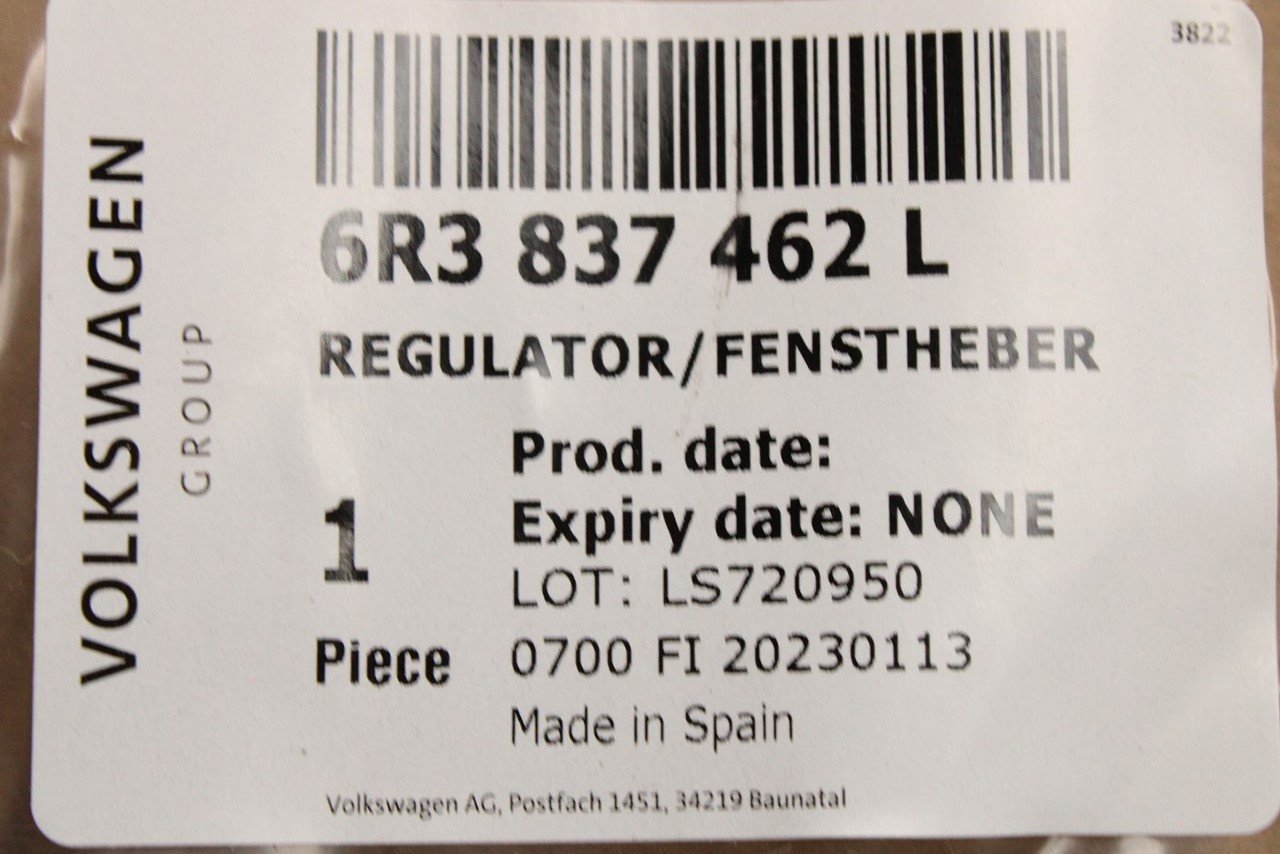 3822
VOLKSWAGEN
GROUP
6R3 837 462 L
REGULATOR/FENSTHEBER
Prod. date:
Expiry date: NONE
1
LOT: LS720950
Piece
0700 FI 20230113
Made in Spain
Volkswagen AG, Postfach 1451, 34219 Baunatal